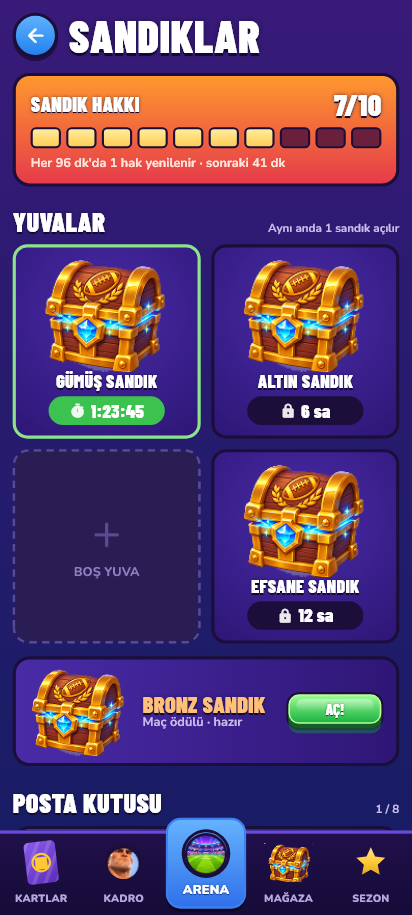 SANDIKLAR
SANDIK HAKKI
7/10
Her 96 dk'da 1 hak yenilenir · sonraki 41 dk
YUVALAR
Aynı anda 1 sandık açılır
GÜMÜŞ SANDIK
1:23:45
ALTIN SANDIK
6 sa
BOŞ YUVA
EFSANE SANDIK
12 sa
BRONZ SANDIK
Maç ödülü · hazır
AÇ!
POSTA KUTUSU
1 / 8
KARTLAR
KADRO
ARENA
MAĞAZA
SEZON